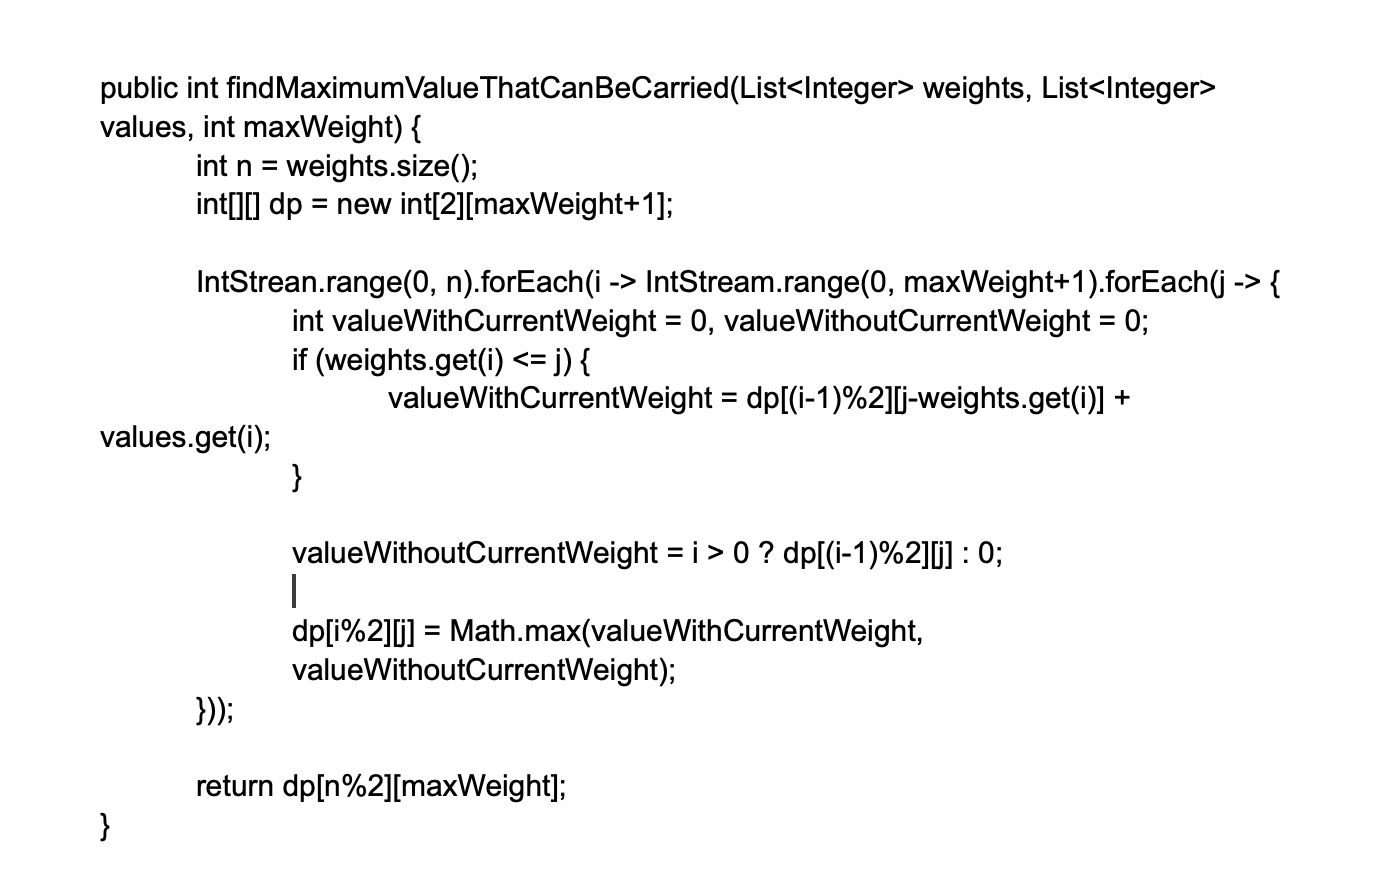 public int findMaximumValueThatCanBeCarried(List<Integer> weights, List<Integer>
values, int maxWeight) {
int n = weights.size();
int[][] dp = new int[2][maxWeight+1];
IntStrean.range(0, n).forEach(i -> IntStream.range(0, maxWeight+1).forEach(j -> {
int valueWithCurrentWeight = 0, valueWithoutCurrentWeight = 0;
if (weights.get(i) <= j) {
valueWithCurrentWeight = dp[(i-1)%2][j-weights.get(i)] +
values.get(i);
}
valueWithoutCurrentWeight = i > 0 ? dp[(i-1)%2][j] : 0;
dp[i%2][j] = Math.max(valueWithCurrentWeight,
valueWithoutCurrentWeight);
}));
return dp[n%2][maxWeight];
}